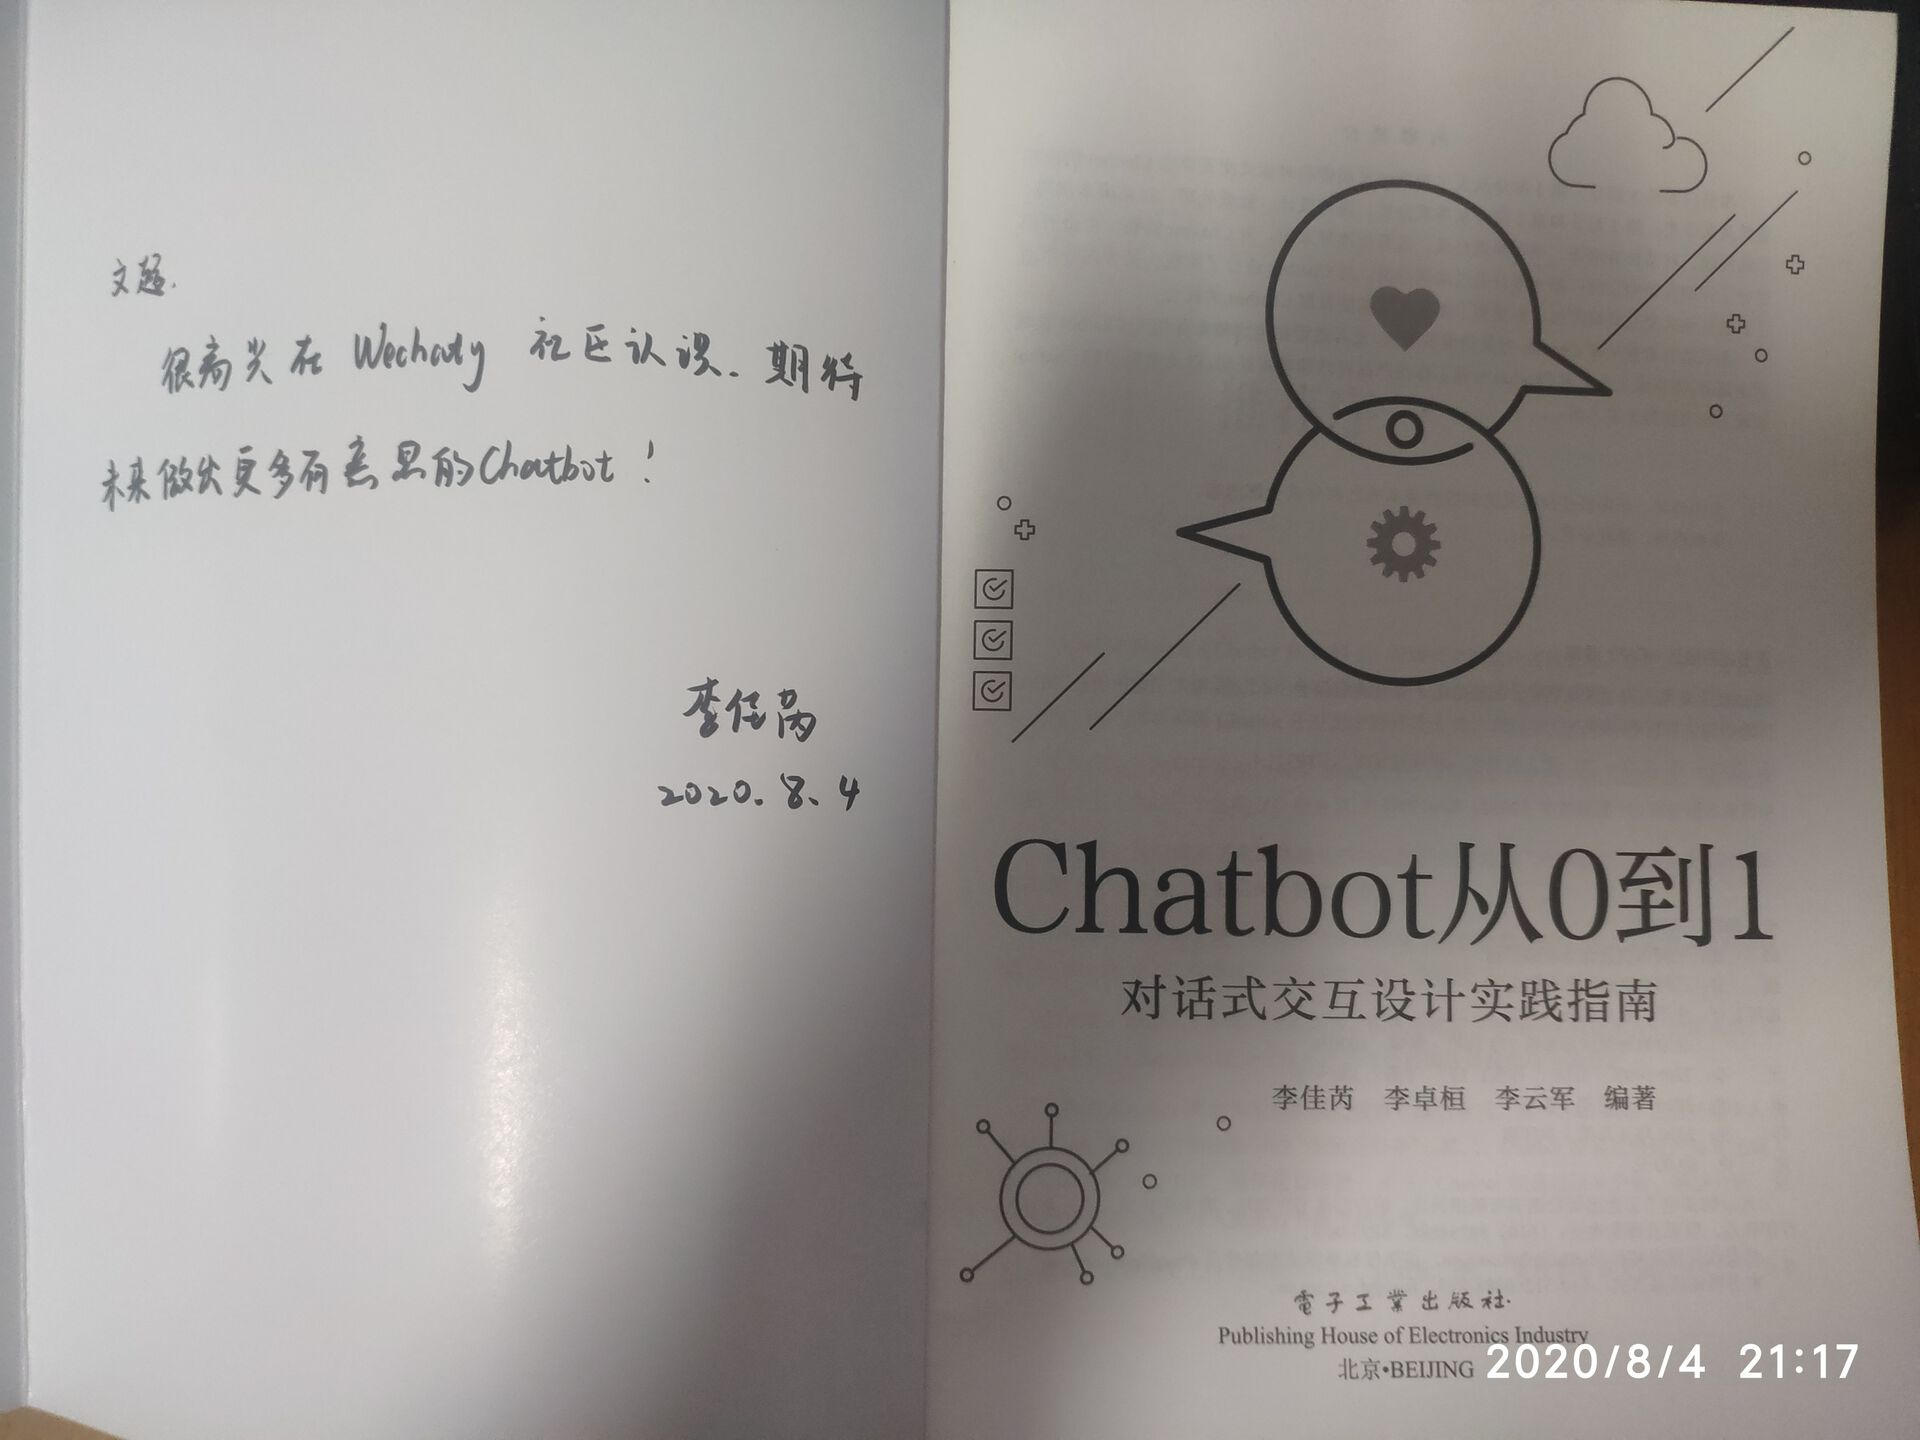 文超.
很高兴在 Wechaty 社区认识. 期待
未来做出更多有意思的Chatbot!
李佳芮
2020. 8. 4
Chatbot从0到1
对话式交互设计实践指南
李佳芮 李卓桓 李云军 编著
電子工業出版社
Publishing House of Electronics Industry
北京•BEIJING
2020/8/4 21:17